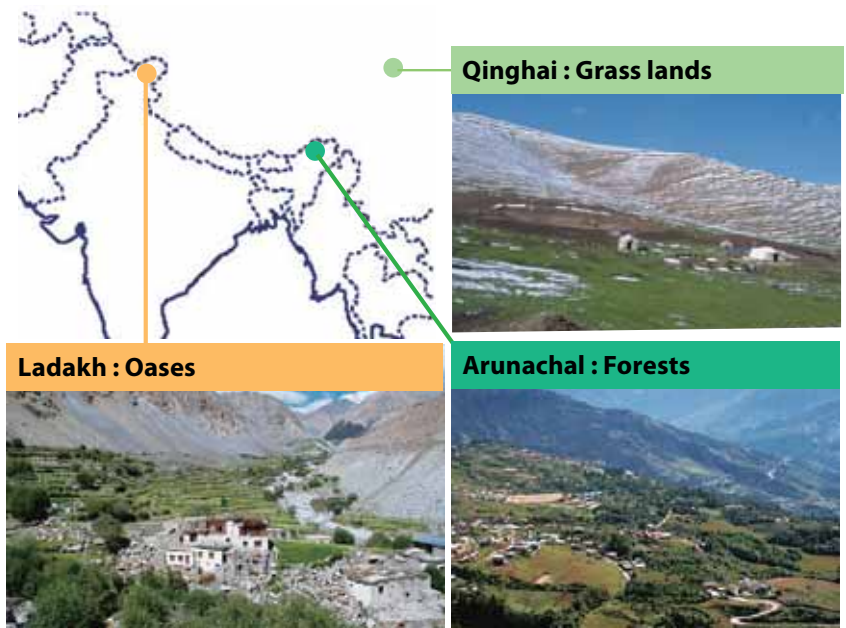 Qinghai : Grass lands
Ladakh : Oases
Arunachal : Forests